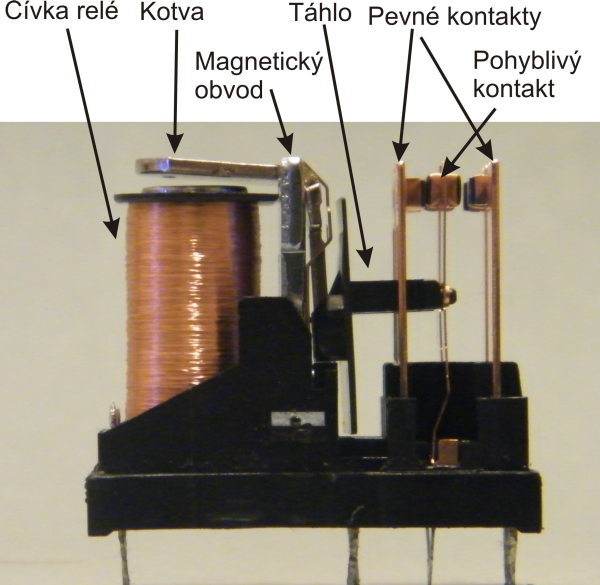 Cívka relé
Kotva
Táhlo
Pevné kontakty
Magnetický
obvod
Pohyblivý
kontakt